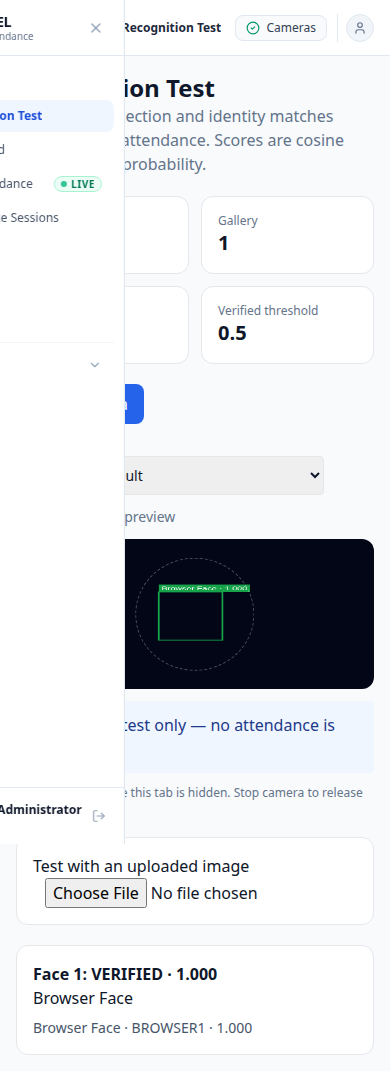 EL
ndance
Recognition Test
Cameras
on Test
d
dance
LIVE
e Sessions
Administrator
ion Test
ection and identity matches
attendance. Scores are cosine
probability.
Gallery
1
Verified threshold
0.5
ult
preview
Browser Face · 1.000
test only — no attendance is
e this tab is hidden. Stop camera to release
Test with an uploaded image
Choose File No file chosen
Face 1: VERIFIED · 1.000
Browser Face
Browser Face · BROWSER1 · 1.000